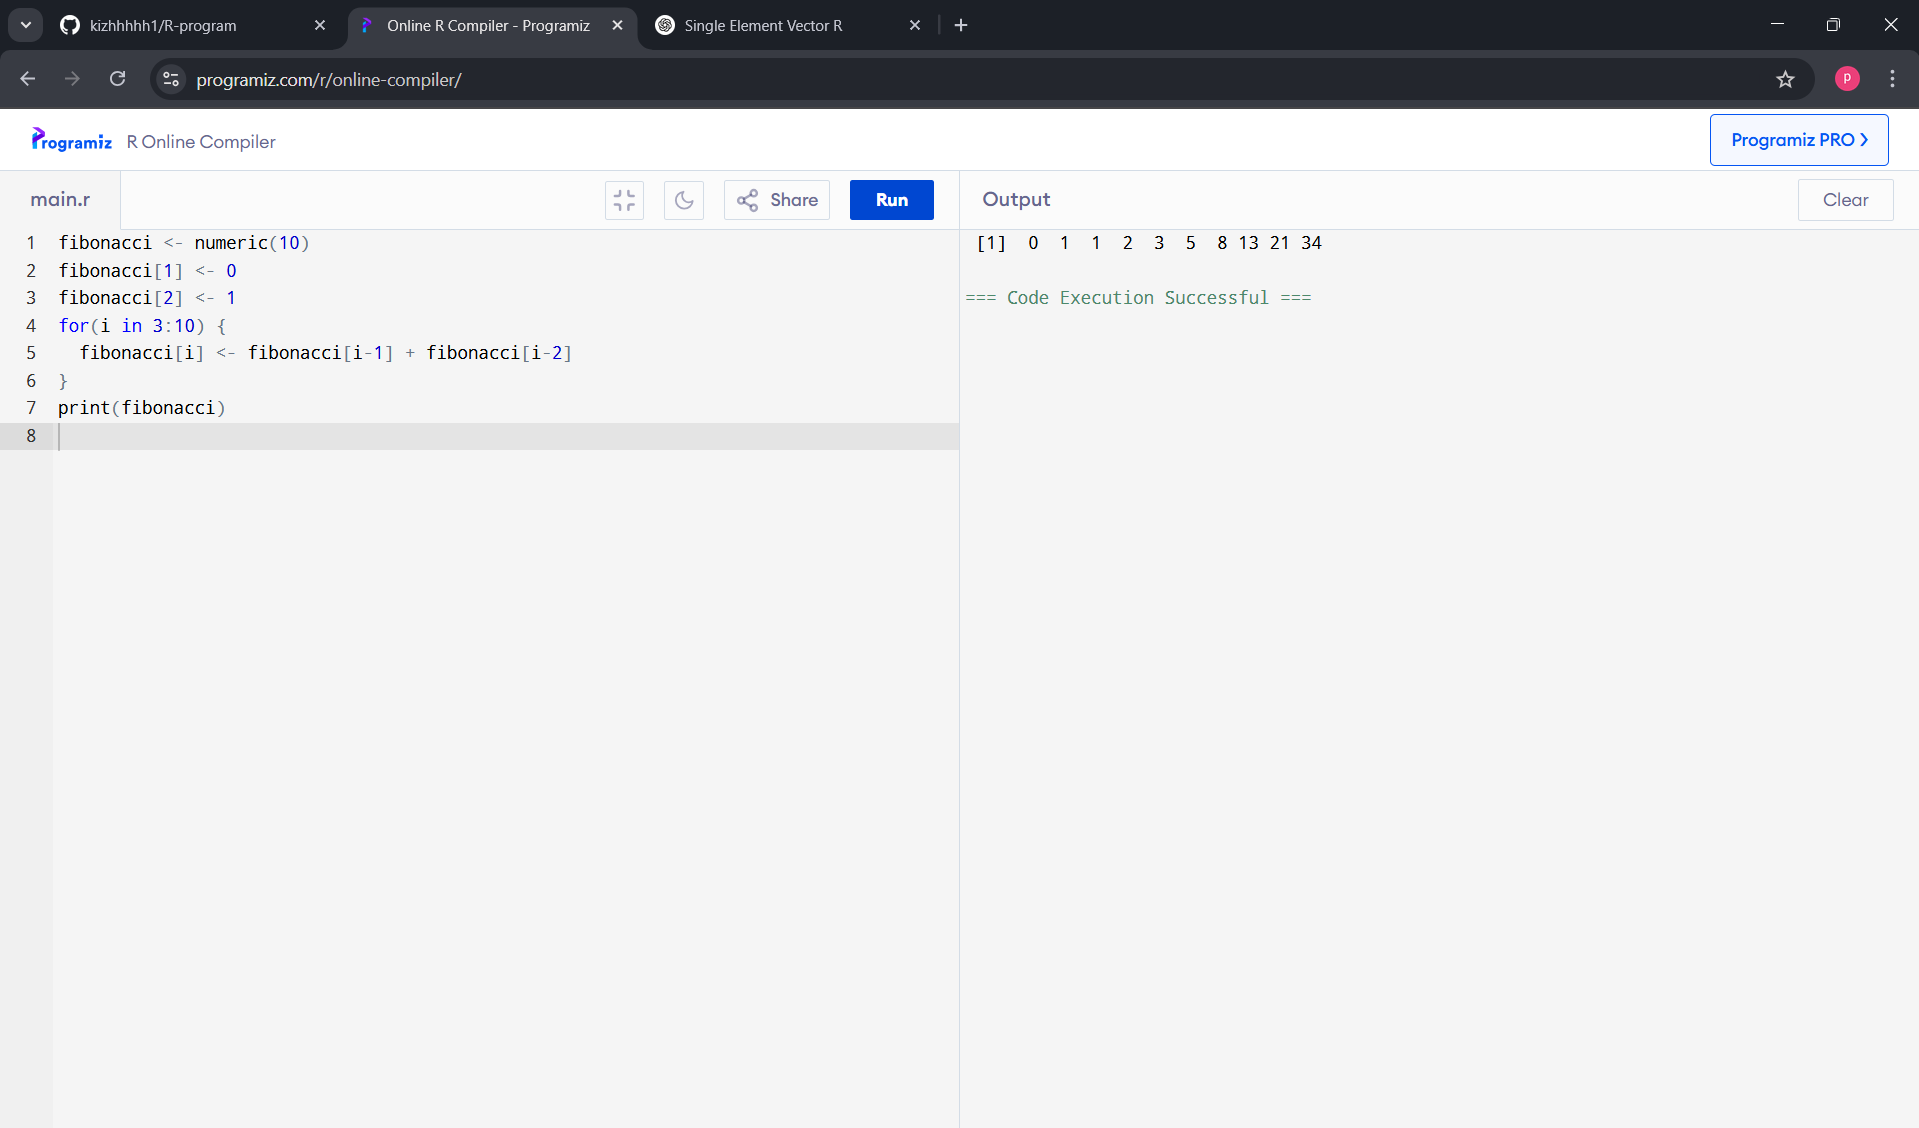 kizhhhhh1/R-program
Online R Compiler - Programiz
Single Element Vector R
programiz.com/r/online-compiler/
P
Programiz R Online Compiler
Programiz PRO
main.r
Share
Run
Output
Clear
1 fibonacci <- numeric(10)
2 fibonacci[1] <- 0
3 fibonacci[2] <- 1
4 for(i in 3:10) {
5   fibonacci[i] <- fibonacci[i-1] + fibonacci[i-2]
6 }
7 print(fibonacci)
8
[1]  0  1  1  2  3  5  8 13 21 34
=== Code Execution Successful ===